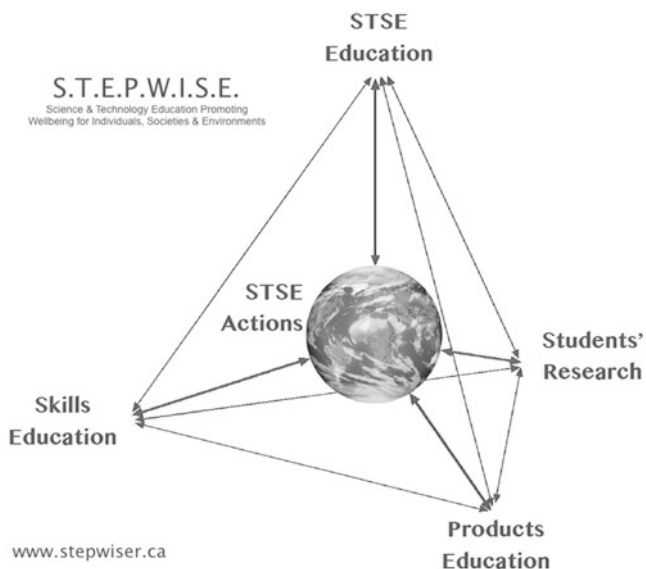 STSE
Education
S.T.E.P.W.I.S.E.
Science & Technology Education Promoting
Wellbeing for Individuals, Societies & Environments
STSE
Actions
Students’
Research
Skills
Education
Products
Education
www.stepwiser.ca